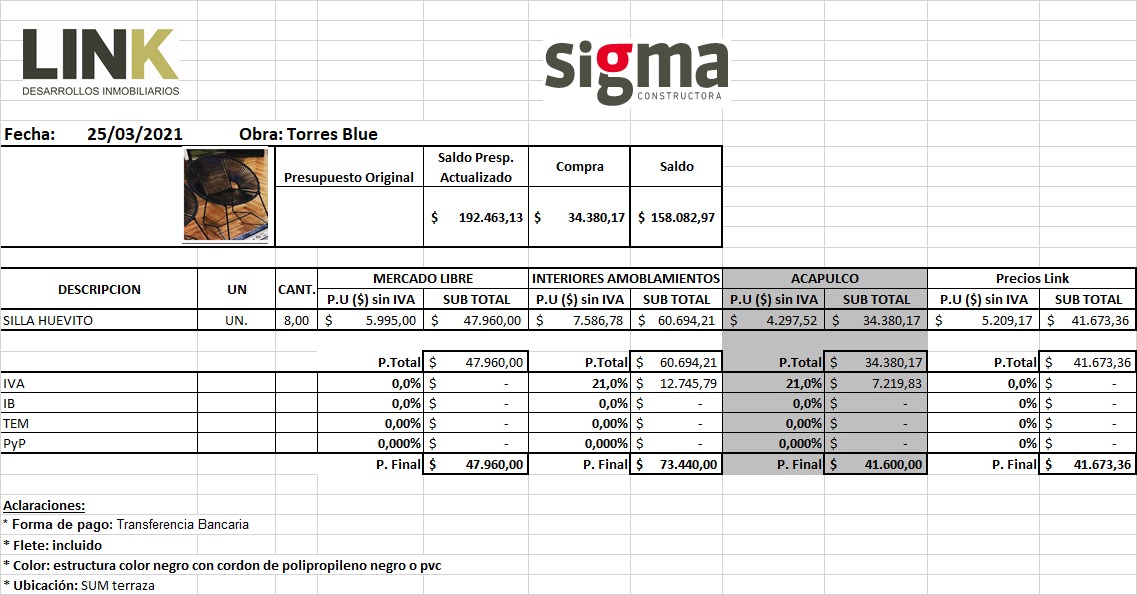 LINK
DESARROLLOS INMOBILIARIOS
sigma
CONSTRUCTORA
Fecha: 25/03/2021 Obra: Torres Blue
Presupuesto Original Saldo Presp. Actualizado Compra Saldo
$ 192.463,13 $ 34.380,17 $ 158.082,97
DESCRIPCION UN CANT. MERCADO LIBRE INTERIORES AMOBLAMIENTOS ACAPULCO Precios Link
P.U ($) sin IVA SUB TOTAL P.U ($) sin IVA SUB TOTAL P.U ($) sin IVA SUB TOTAL P.U ($) sin IVA SUB TOTAL
SILLA HUEVITO UN. 8,00 $ 5.995,00 $ 47.960,00 $ 7.586,78 $ 60.694,21 $ 4.297,52 $ 34.380,17 $ 5.209,17 $ 41.673,36
P.Total $ 47.960,00 P.Total $ 60.694,21 P.Total $ 34.380,17 P.Total $ 41.673,36
IVA 0,0% $ - 21,0% $ 12.745,79 21,0% $ 7.219,83 0,0% $ -
IB 0,0% $ - 0,0% $ - 0,0% $ - 0% $ -
TEM 0,00% $ - 0,00% $ - 0,00% $ - 0% $ -
PyP 0,000% $ - 0,000% $ - 0,000% $ - 0% $ -
P. Final $ 47.960,00 P. Final $ 73.440,00 P. Final $ 41.600,00 P. Final $ 41.673,36
Aclaraciones:
* Forma de pago: Transferencia Bancaria
* Flete: incluido
* Color: estructura color negro con cordon de polipropileno negro o pvc
* Ubicación: SUM terraza